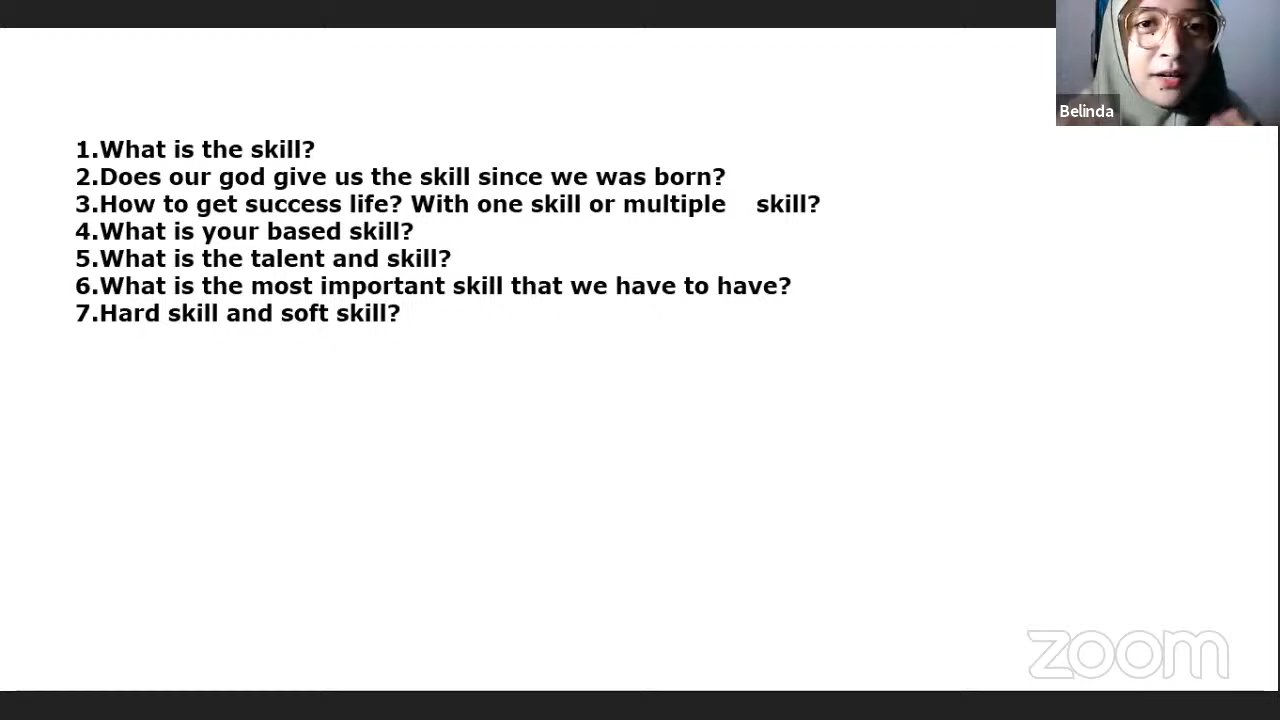 Belinda
1.What is the skill?
2.Does our god give us the skill since we was born?
3.How to get success life? With one skill or multiple    skill?
4.What is your based skill?
5.What is the talent and skill?
6.What is the most important skill that we have to have?
7.Hard skill and soft skill?
zoom